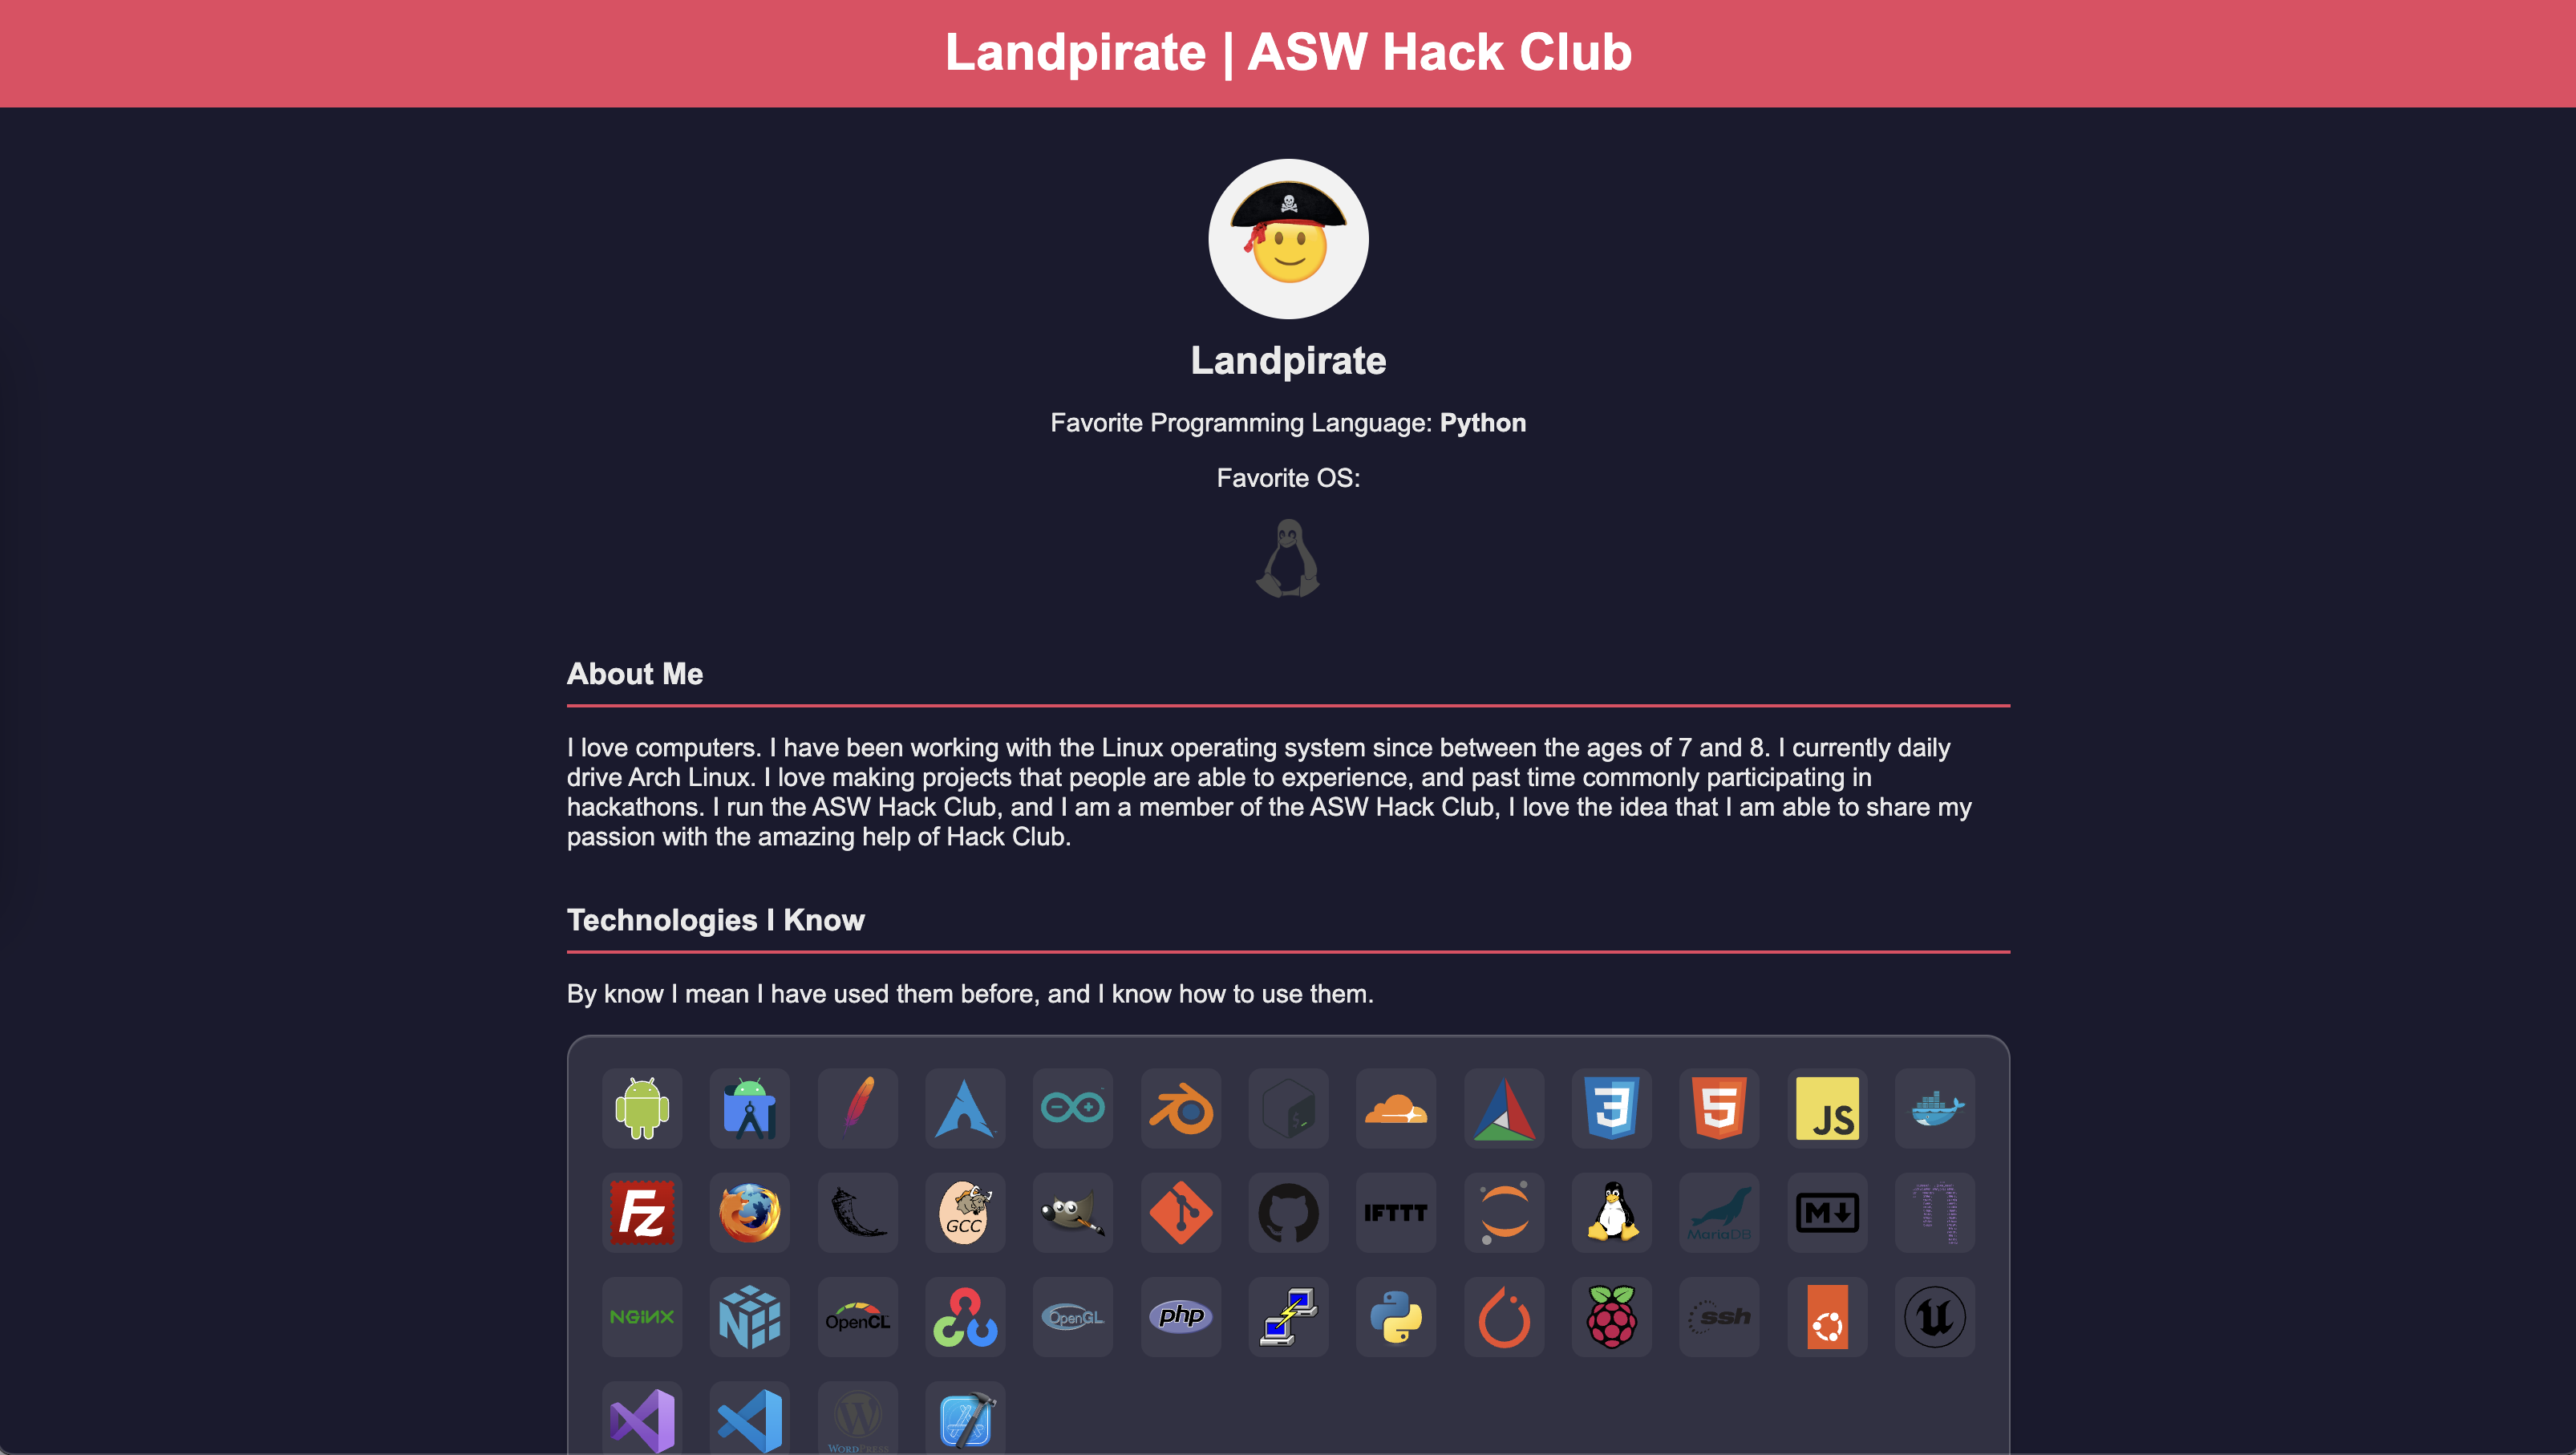 Landpirate | ASW Hack Club
Landpirate
Favorite Programming Language: Python
Favorite OS:
About Me
I love computers. I have been working with the Linux operating system since between the ages of 7 and 8. I currently daily
drive Arch Linux. I love making projects that people are able to experience, and past time commonly participating in
hackathons. I run the ASW Hack Club, and I am a member of the ASW Hack Club, I love the idea that I am able to share my
passion with the amazing help of Hack Club.
Technologies I Know
By know I mean I have used them before, and I know how to use them.
3 5 JS
Fz GCC IFTTT MariaDB M
NGINX N OpenCL OpenGL php ssh U
W WORDPRESS